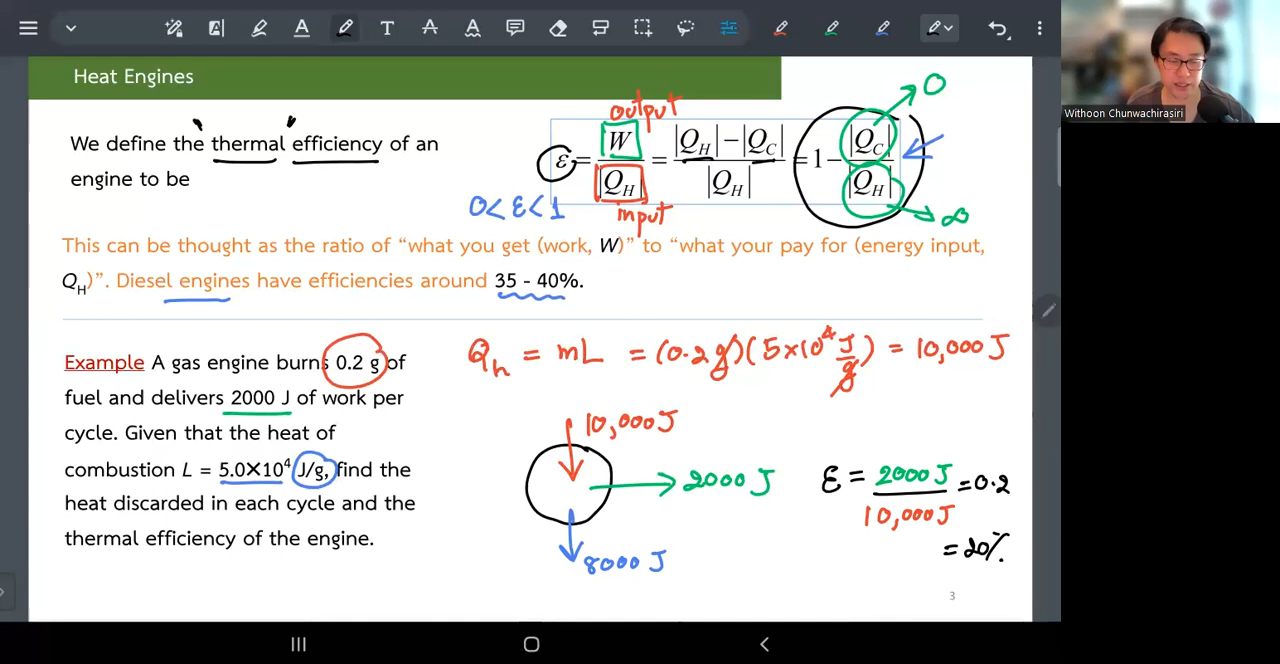 Heat Engines
Withoon Chunwachirasiri
We define the thermal efficiency of an
engine to be
output
ε = W / |Q_H| = |Q_H| − |Q_C| / |Q_H| = 1 − |Q_C| / |Q_H|
input
0
∞
0 < ε < 1
This can be thought as the ratio of “what you get (work, W)” to “what your pay for (energy input,
Q_H)”. Diesel engines have efficiencies around 35 - 40%.
Example A gas engine burns 0.2 g of
fuel and delivers 2000 J of work per
cycle. Given that the heat of
combustion L = 5.0×10⁴ J/g, find the
heat discarded in each cycle and the
thermal efficiency of the engine.
Q_h = mL = (0.2 g)(5×10⁴ J/g) = 10,000 J
10,000 J
2000 J
8000 J
ε = 2000 J / 10,000 J = 0.2
= 20%
3